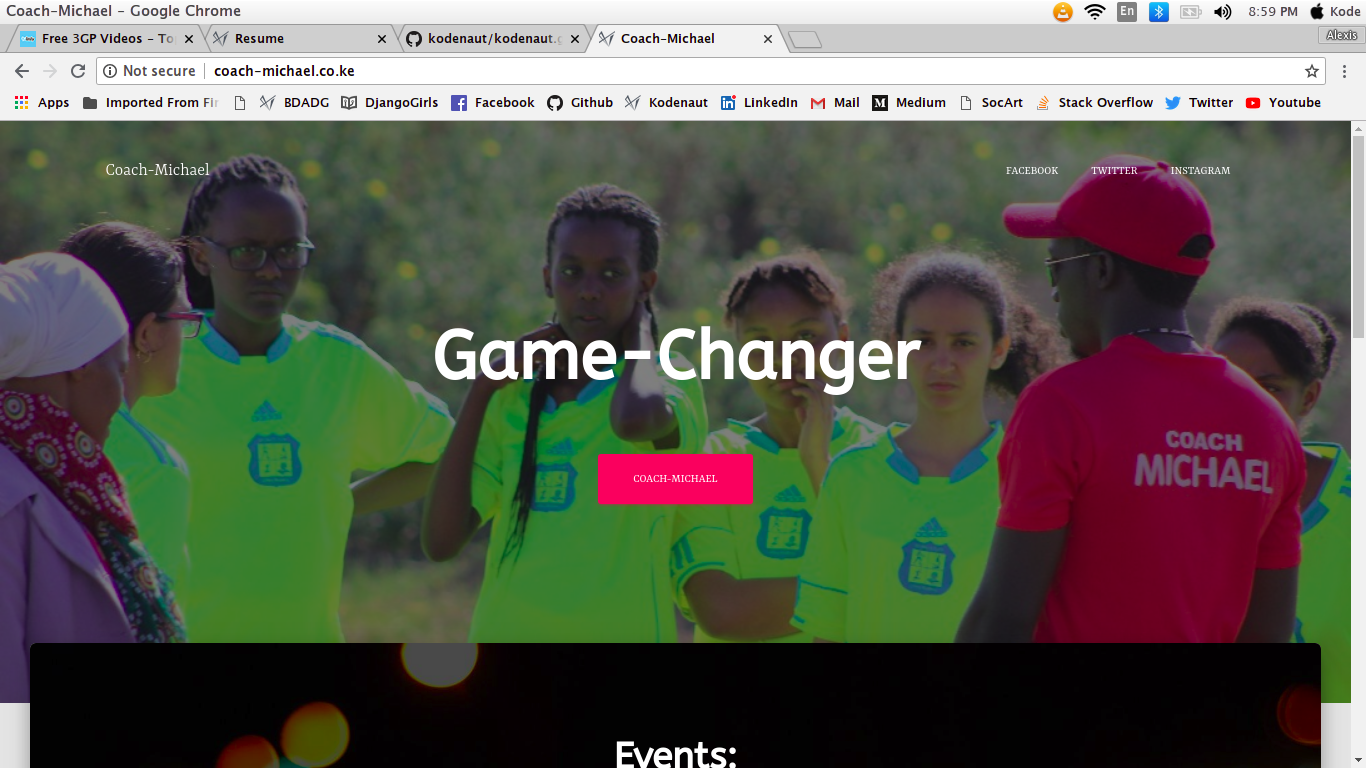 Coach-Michael - Google Chrome
En
8:59 PM
Kode
Free 3GP Videos - To
Resume
kodenaut/kodenaut.g
Coach-Michael
Alexis
Not secure
coach-michael.co.ke
Apps
Imported From Fir
BDADG
DjangoGirls
Facebook
Github
Kodenaut
LinkedIn
Mail
Medium
SocArt
Stack Overflow
Twitter
Youtube
Coach-Michael
FACEBOOK
TWITTER
INSTAGRAM
Game-Changer
COACH
MICHAEL
COACH-MICHAEL
Events: